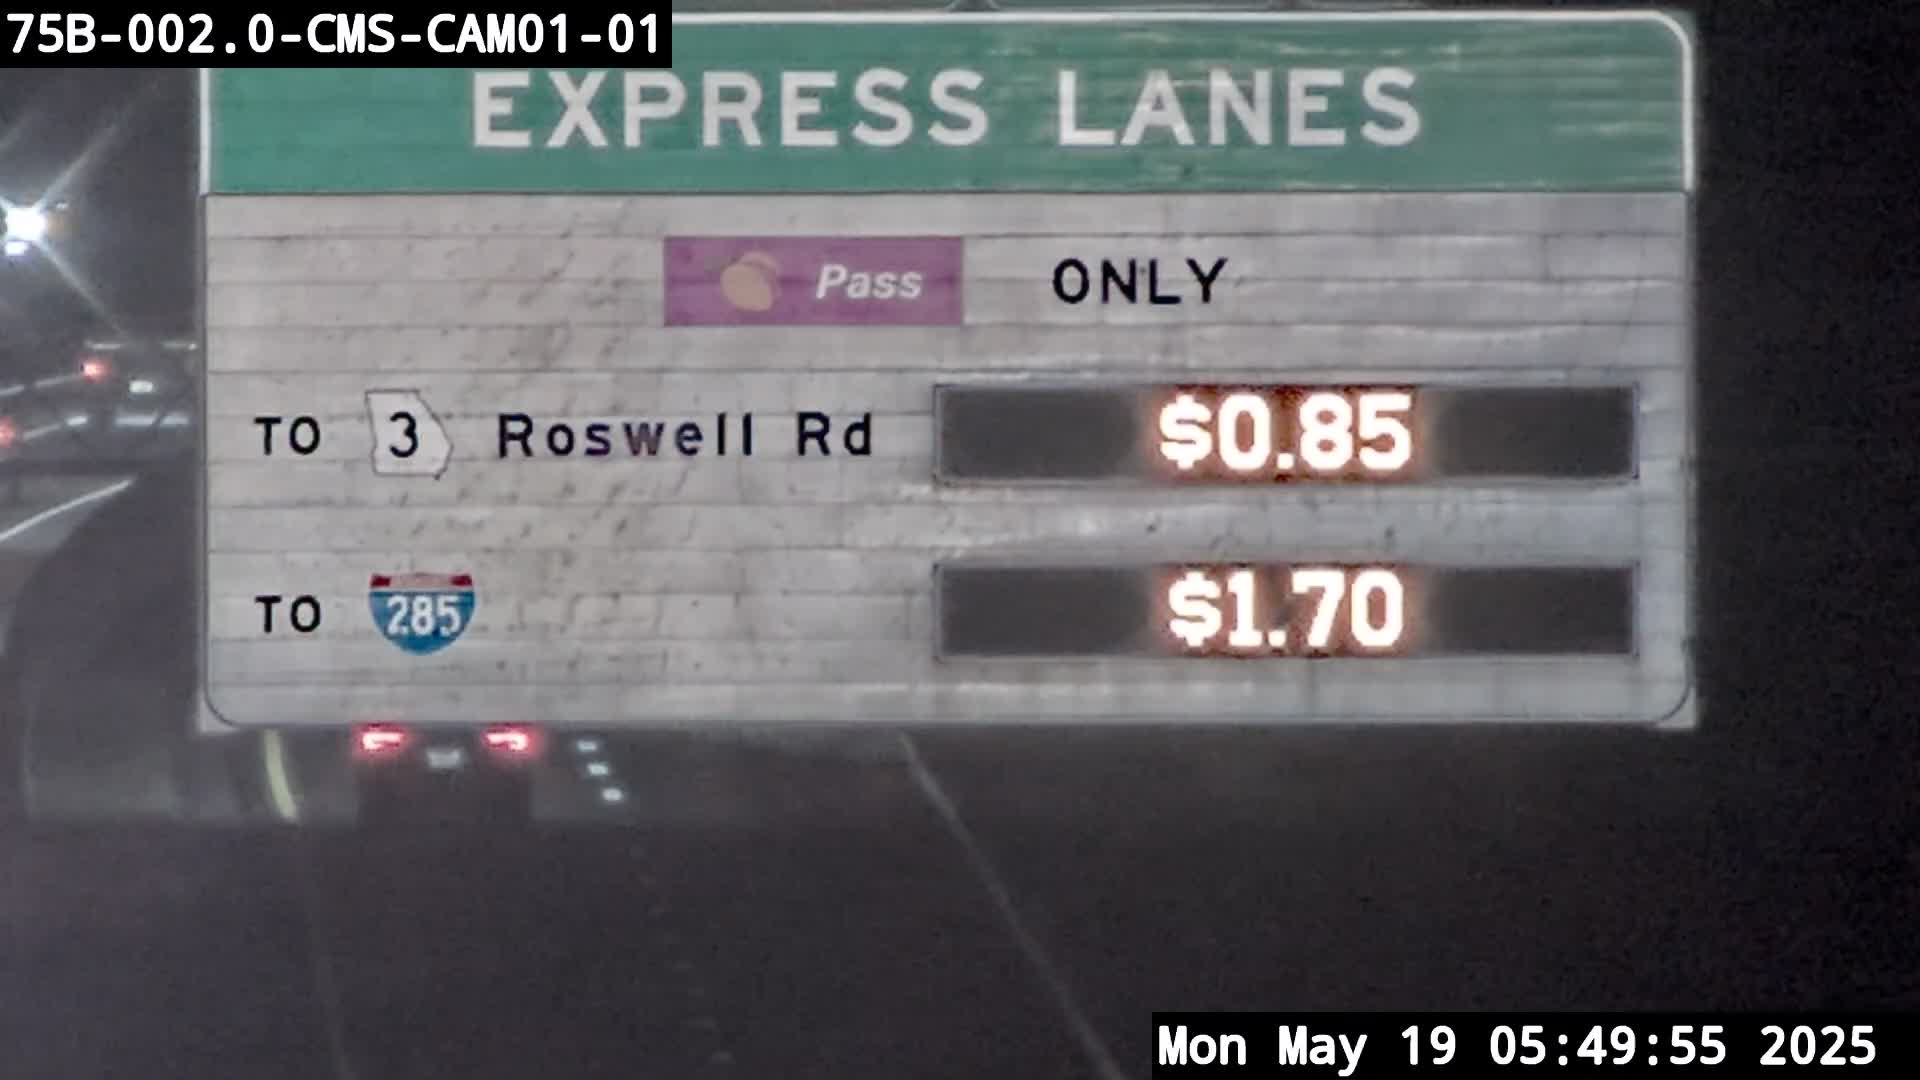 75B-002.0-CMS-CAM01-01
EXPRESS LANES
Pass ONLY
TO 3 Roswell Rd $0.85
TO 285 $1.70
Mon May 19 05:49:55 2025